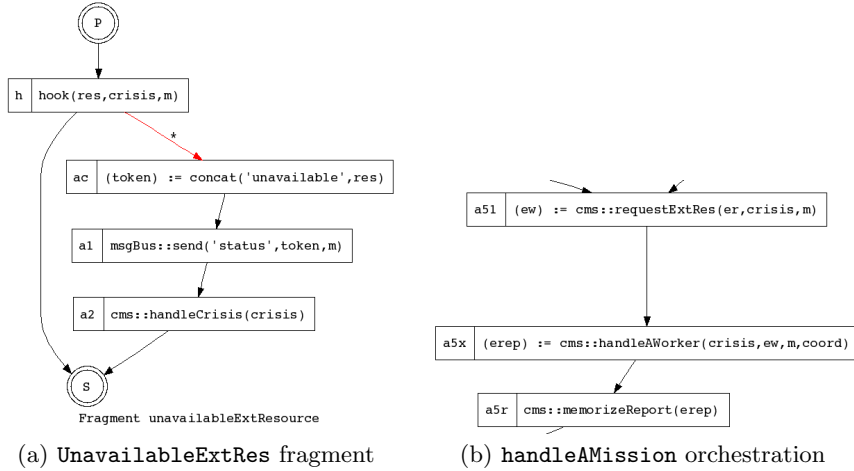 P
h hook(res,crisis,m)
*
ac (token) := concat('unavailable',res)
a1 msgBus::send('status',token,m)
a2 cms::handleCrisis(crisis)
S
Fragment unavailableExtResource
(a) UnavailableExtRes fragment
a51 (ew) := cms::requestExtRes(er,crisis,m)
a5x (erep) := cms::handleAWorker(crisis,ew,m,coord)
a5r cms::memorizeReport(erep)
(b) handleAMission orchestration